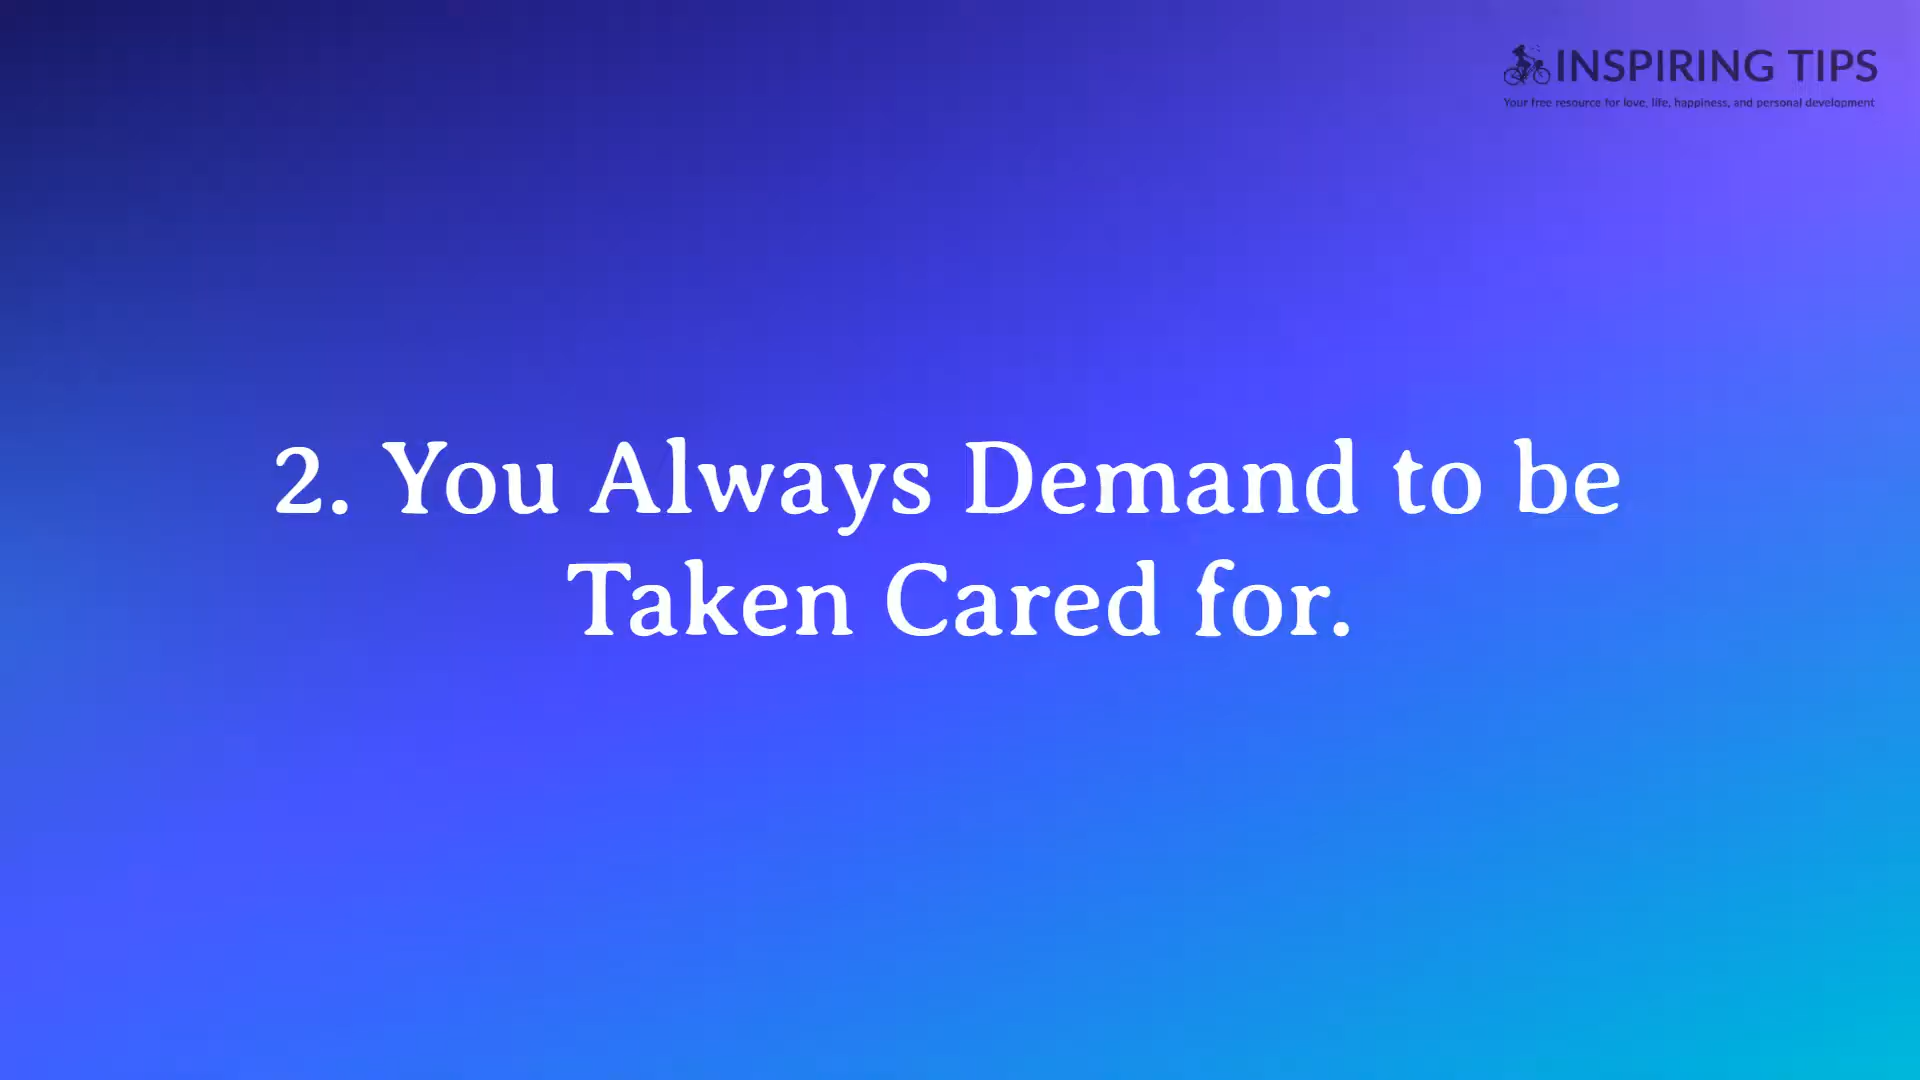 INSPIRING TIPS
Your free resource for love, life, happiness, and personal development
2. You Always Demand to be
Taken Cared for.